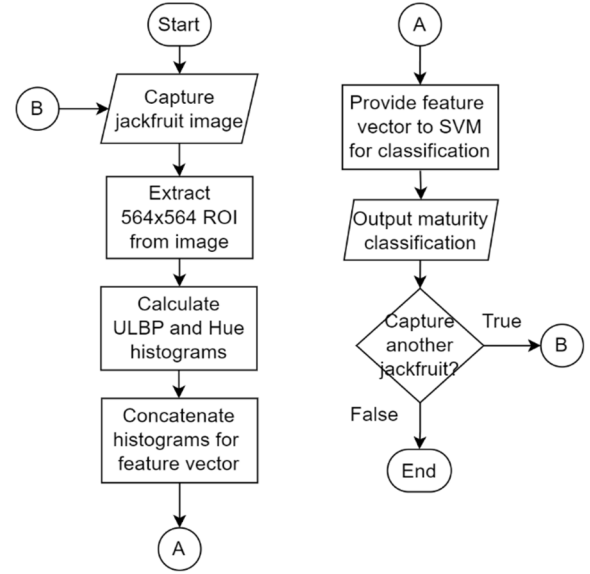 Start
B
Capture
jackfruit image
Extract
564x564 ROI
from image
Calculate
ULBP and Hue
histograms
Concatenate
histograms for
feature vector
A
A
Provide feature
vector to SVM
for classification
Output maturity
classification
Capture
another
jackfruit?
True
B
False
End